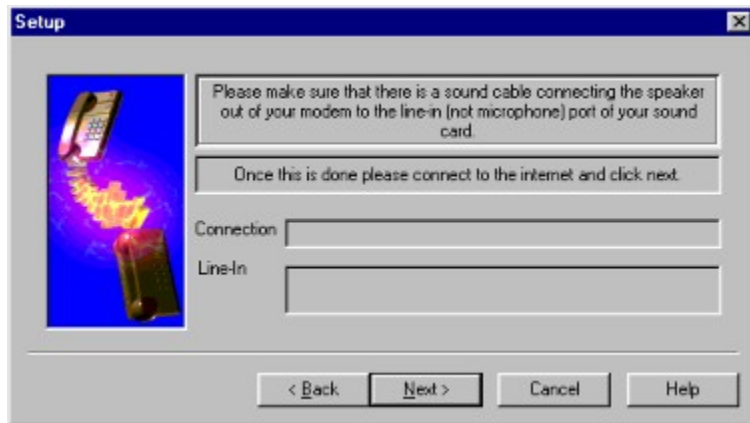 Setup
Please make sure that there is a sound cable connecting the speaker
out of your modem to the line-in (not microphone) port of your sound
card.
Once this is done please connect to the internet and click next.
Connection
Line-In
< Back
Next >
Cancel
Help